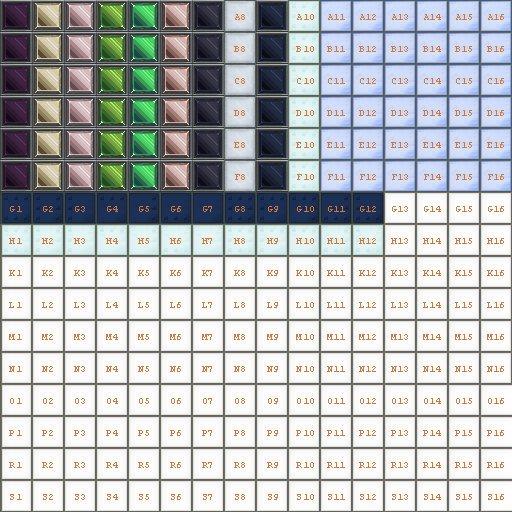 A8 A10 A11 A12 A13 A14 A15 A16
B8 B10 B11 B12 B13 B14 B15 B16
C8 C10 C11 C12 C13 C14 C15 C16
D8 D10 D11 D12 D13 D14 D15 D16
E8 E10 E11 E12 E13 E14 E15 E16
F8 F10 F11 F12 F13 F14 F15 F16
G1 G2 G3 G4 G5 G6 G7 G8 G9 G10 G11 G12 G13 G14 G15 G16
H1 H2 H3 H4 H5 H6 H7 H8 H9 H10 H11 H12 H13 H14 H15 H16
K1 K2 K3 K4 K5 K6 K7 K8 K9 K10 K11 K12 K13 K14 K15 K16
L1 L2 L3 L4 L5 L6 L7 L8 L9 L10 L11 L12 L13 L14 L15 L16
M1 M2 M3 M4 M5 M6 M7 M8 M9 M10 M11 M12 M13 M14 M15 M16
N1 N2 N3 N4 N5 N6 N7 N8 N9 N10 N11 N12 N13 N14 N15 N16
O1 O2 O3 O4 O5 O6 O7 O8 O9 O10 O11 O12 O13 O14 O15 O16
P1 P2 P3 P4 P5 P6 P7 P8 P9 P10 P11 P12 P13 P14 P15 P16
R1 R2 R3 R4 R5 R6 R7 R8 R9 R10 R11 R12 R13 R14 R15 R16
S1 S2 S3 S4 S5 S6 S7 S8 S9 S10 S11 S12 S13 S14 S15 S16